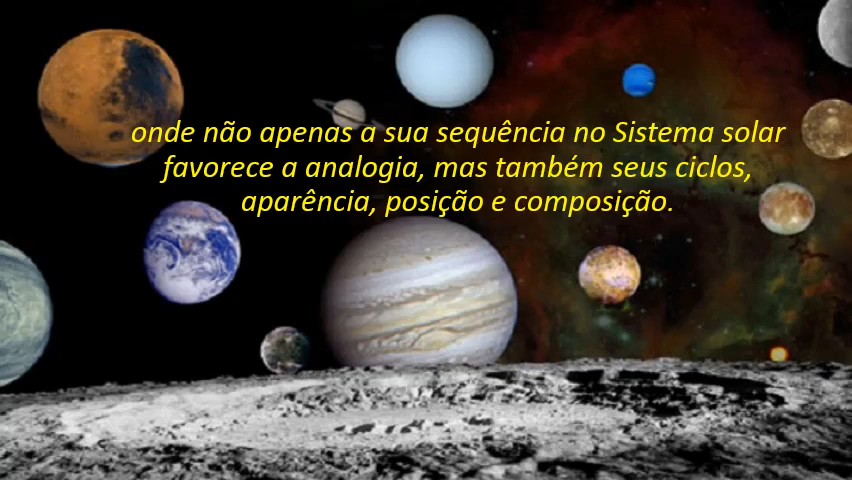 onde não apenas a sua sequência no Sistema solar
favorece a analogia, mas também seus ciclos,
aparência, posição e composição.